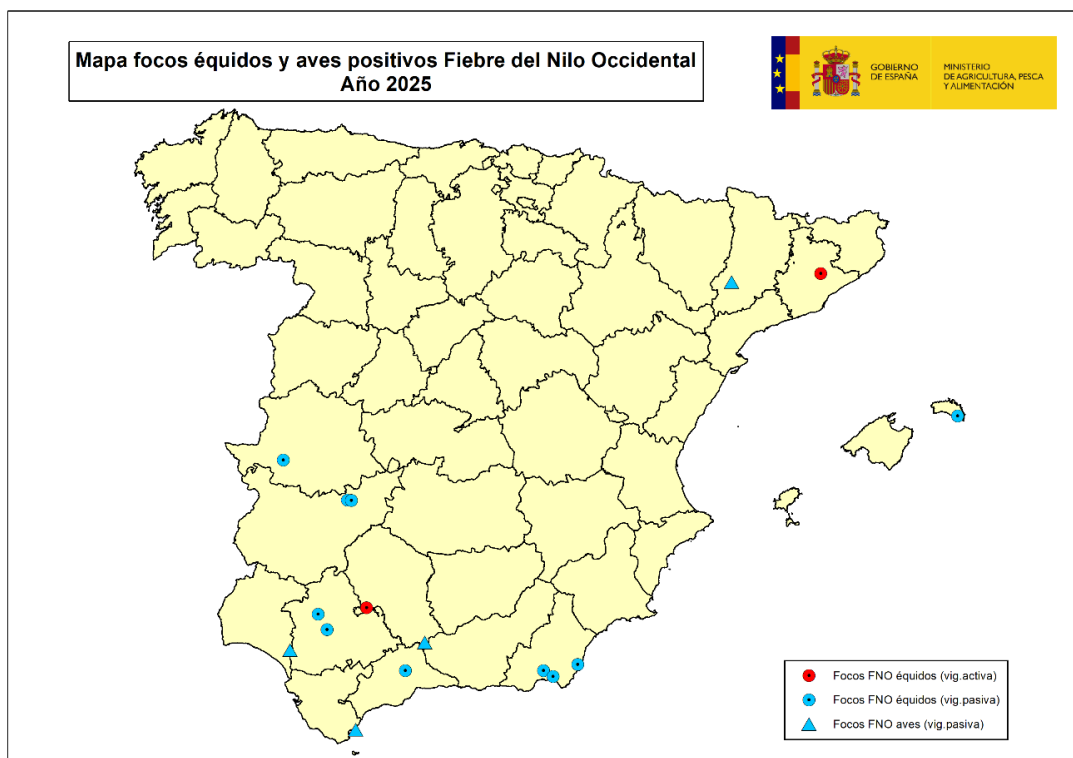 Mapa focos équidos y aves positivos Fiebre del Nilo Occidental
Año 2025
GOBIERNO
DE ESPAÑA
MINISTERIO
DE AGRICULTURA, PESCA
Y ALIMENTACIÓN
Focos FNO équidos (vig.activa)
Focos FNO équidos (vig.pasiva)
Focos FNO aves (vig.pasiva)